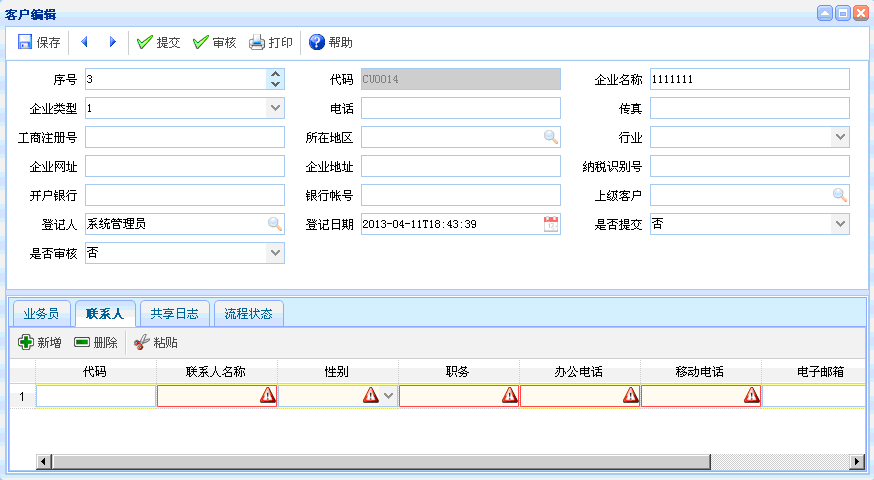 客户编辑
保存 提交 审核 打印 帮助
序号 3 代码 CU0014 企业名称 1111111
企业类型 1 电话 传真
工商注册号 所在地区 行业
企业网址 企业地址 纳税识别号
开户银行 银行帐号 上级客户
登记人 系统管理员 登记日期 2013-04-11T18:43:39 是否提交 否
是否审核 否
业务员 联系人 共享日志 流程状态
新增 删除 粘贴
代码 联系人名称 性别 职务 办公电话 移动电话 电子邮箱
1